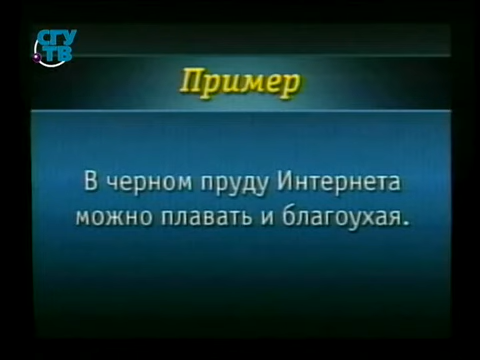 СГУ
ТВ
Пример
В черном пруду Интернета
можно плавать и благоухая.